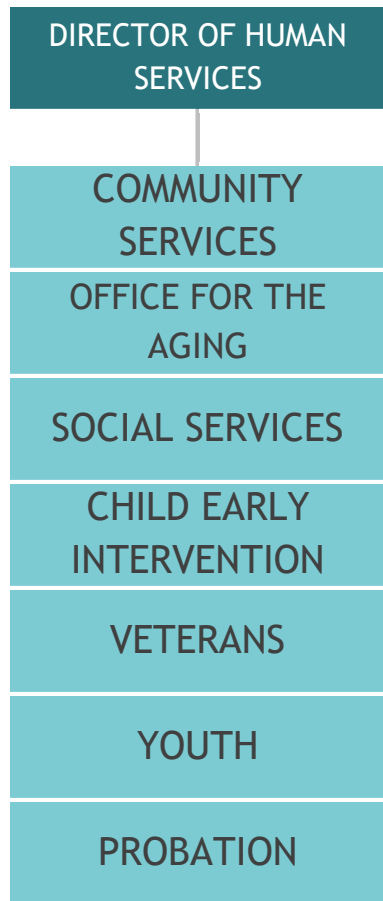 DIRECTOR OF HUMAN
SERVICES
COMMUNITY
SERVICES
OFFICE FOR THE
AGING
SOCIAL SERVICES
CHILD EARLY
INTERVENTION
VETERANS
YOUTH
PROBATION